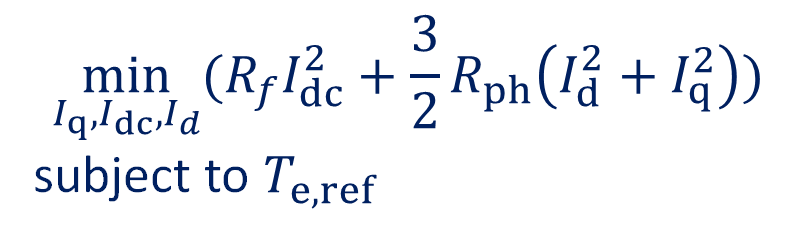 min_{I_q,I_dc,I_d} (R_f I_dc^2 + 3/2 R_ph (I_d^2 + I_q^2))
subject to T_e,ref